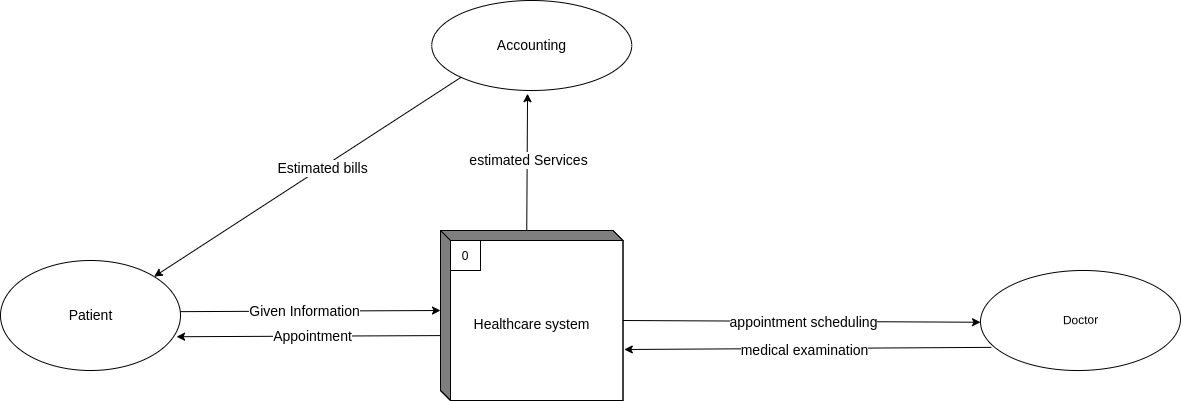 Accounting
Estimated bills
estimated Services
0
Patient
Given Information
Healthcare system
appointment scheduling
Doctor
Appointment
medical examination